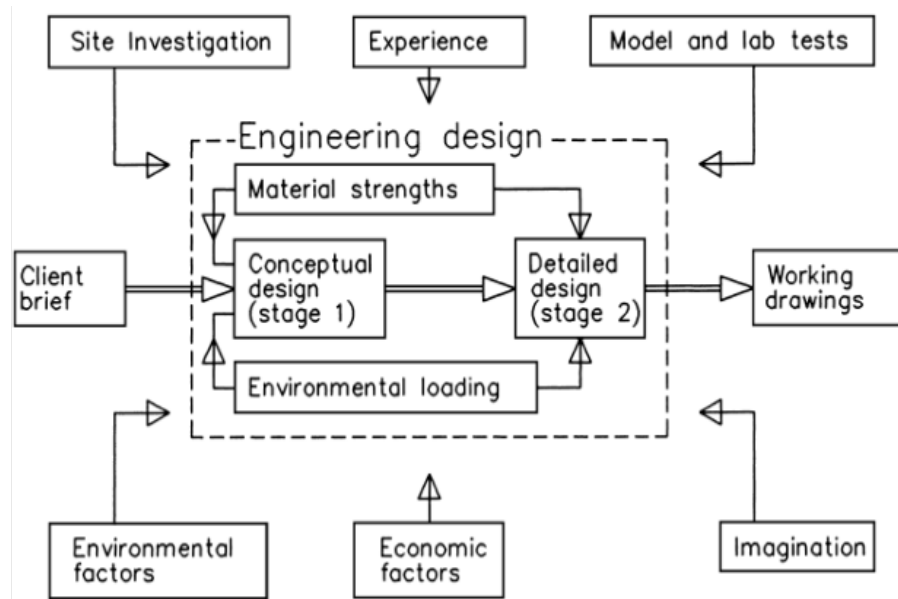 Site Investigation
Experience
Model and lab tests
Engineering design
Material strengths
Client
brief
Conceptual
design
(stage 1)
Detailed
design
(stage 2)
Working
drawings
Environmental loading
Environmental
factors
Economic
factors
Imagination